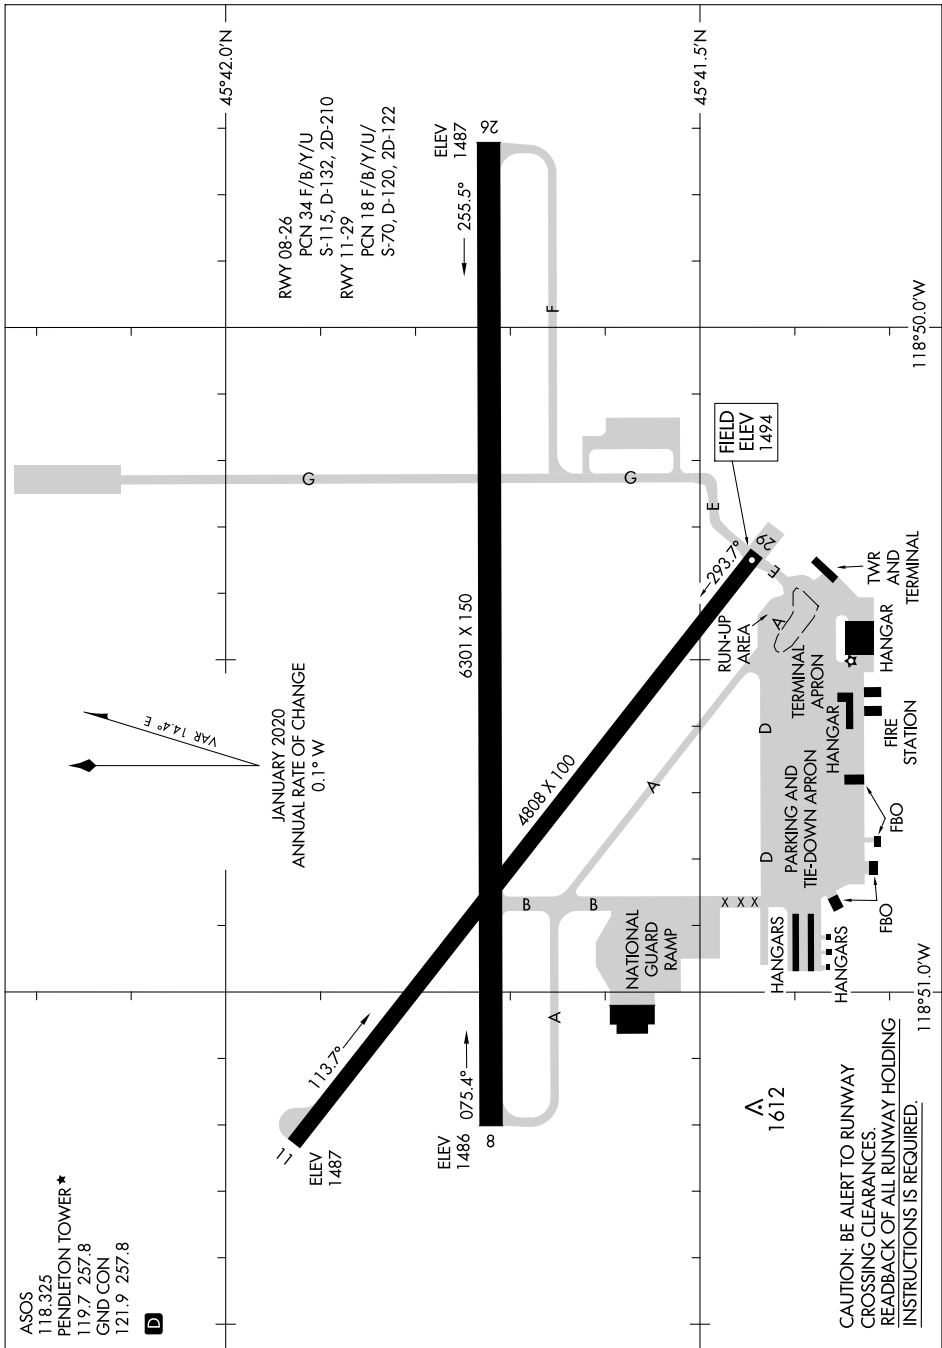 ASOS
118.325
PENDLETON TOWER★
119.7 257.8
GND CON
121.9 257.8
D
JANUARY 2020
ANNUAL RATE OF CHANGE
0.1° W
VAR 14.4° E
RWY 08-26
PCN 34 F/B/Y/U
S-115, D-132, 2D-210
RWY 11-29
PCN 18 F/B/Y/U/
S-70, D-120, 2D-122
45°42.0'N
45°41.5'N
11
ELEV
1487
113.7°
ELEV
1486
8
075.4°
6301 X 150
255.5°
ELEV
1487
26
4808 X 100
293.7°
29
FIELD
ELEV
1494
A
B
B
A
G
G
F
E
E
A
D
D
X X X
NATIONAL
GUARD
RAMP
RUN-UP
AREA
TERMINAL
APRON
PARKING AND
TIE-DOWN APRON
HANGARS
HANGARS
HANGAR
HANGAR
FBO
FBO
FIRE
STATION
TWR
AND
TERMINAL
1612
118°51.0'W
118°50.0'W
CAUTION: BE ALERT TO RUNWAY
CROSSING CLEARANCES.
READBACK OF ALL RUNWAY HOLDING
INSTRUCTIONS IS REQUIRED.